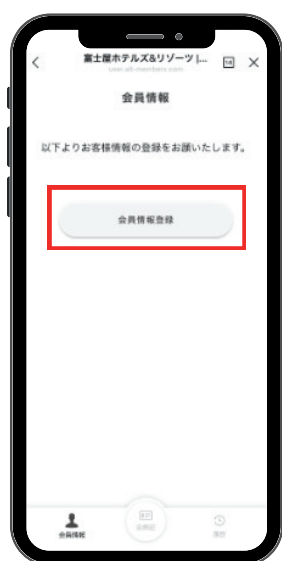 富士屋ホテルズ&リゾーツ |...
会員情報
以下よりお客様情報の登録をお願いたします。
会員情報登録
会員情報